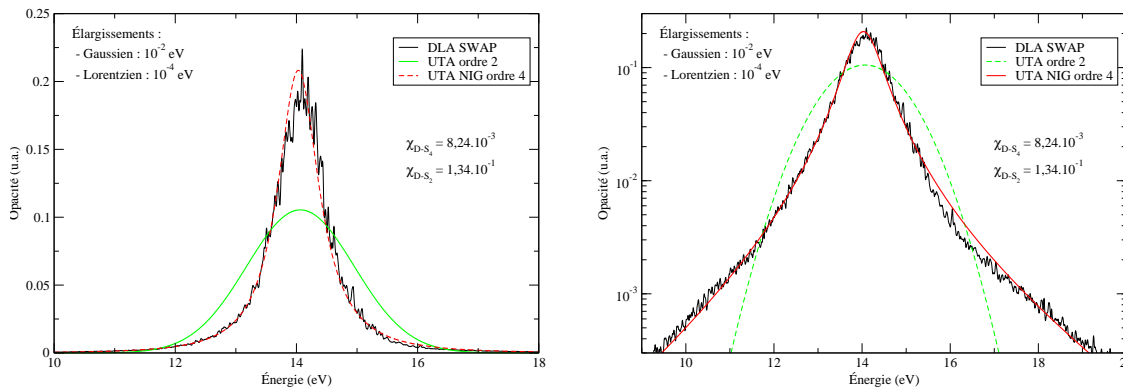 Élargissements :
- Gaussien : 10⁻² eV
- Lorentzien : 10⁻⁴ eV
DLA SWAP
UTA ordre 2
UTA NIG ordre 4
χD-S₄ = 8,24.10⁻³
χD-S₂ = 1,34.10⁻¹
0.25
0.2
0.15
0.1
0.05
0
Opacité (u.a.)
10 12 14 16 18
Énergie (eV)
Élargissements :
- Gaussien : 10⁻² eV
- Lorentzien : 10⁻⁴ eV
DLA SWAP
UTA ordre 2
UTA NIG ordre 4
χD-S₄ = 8,24.10⁻³
χD-S₂ = 1,34.10⁻¹
10⁻¹
10⁻²
10⁻³
Opacité (u.a.)
10 12 14 16 18 2
Énergie (eV)